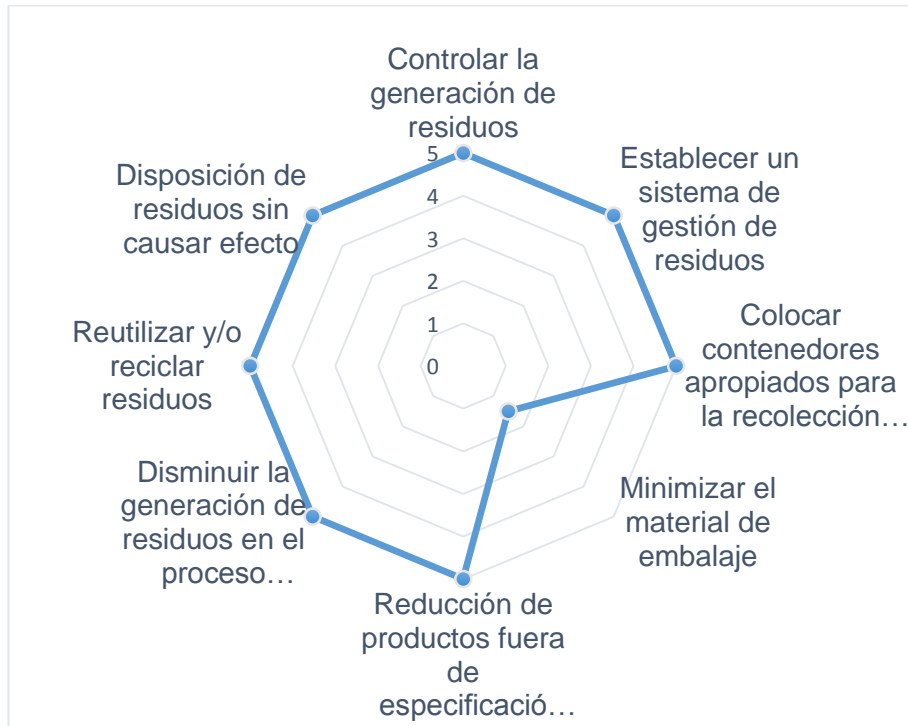 Controlar la
generación de
residuos
Establecer un
sistema de
gestión de
residuos
Colocar
contenedores
apropiados para
la recolección…
Minimizar el
material de
embalaje
Reducción de
productos fuera
de
especificació…
Disminuir la
generación de
residuos en el
proceso…
Reutilizar y/o
reciclar
residuos
Disposición de
residuos sin
causar efecto
5
4
3
2
1
0